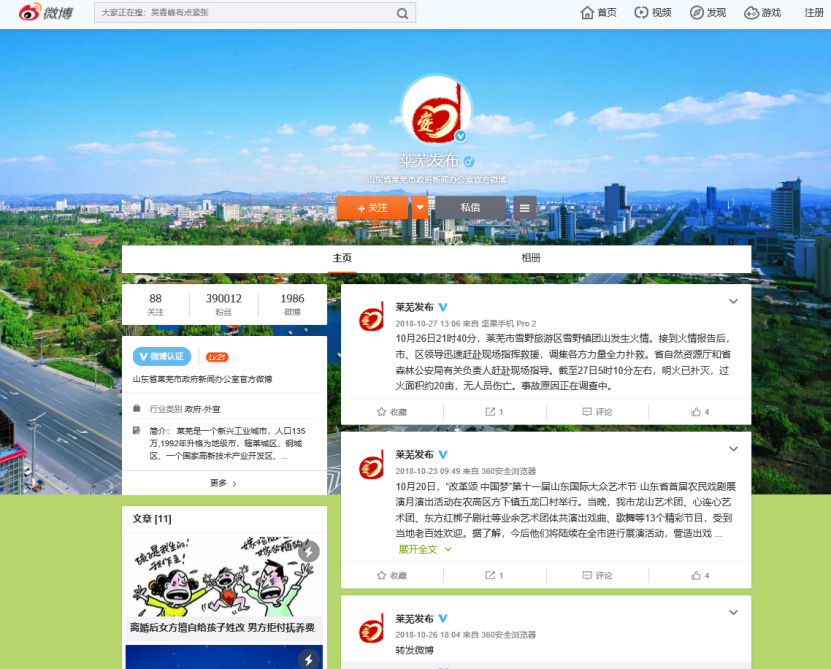 微博
大家正在搜：吴青峰有点紧张
首页
视频
发现
游戏
注册
莱芜发布
山东省莱芜市政府新闻办公室官方微博
+ 关注
私信
主页
相册
88
390012
1986
关注
粉丝
微博
微博认证
Lv.21
山东省莱芜市政府新闻办公室官方微博
行业类别 政府-外宣
简介： 莱芜是一个新兴工业城市，人口135
万,1992年升格为地级市，辖莱城区、钢城
区、一个国家高新技术产业开发区、...
更多
文章 [11]
该是我生的!
我作主!
离婚后女方擅自给孩子姓改 男方拒付抚养费
莱芜发布
2018-10-27 13:06 来自 坚果手机 Pro 2
10月26日21时40分，莱芜市雪野旅游区雪野镇团山发生火情。接到火情报告后，
市、区领导迅速赶赴现场指挥救援，调集各方力量全力扑救。省自然资源厅和省
森林公安局有关负责人赶赴现场指导。截至27日5时10分左右，明火已扑灭，过
火面积约20亩，无人员伤亡。事故原因正在调查中。
收藏
1
评论
4
莱芜发布
2018-10-23 09:49 来自 360安全浏览器
10月20日，“改革颂 中国梦”第十一届山东国际大众艺术节·山东省首届农民戏剧展
演月演出活动在农高区方下镇五龙口村举行。当晚，我市龙山艺术团、心连心艺
术团、东方红梆子剧社等业余艺术团体共演出戏曲、歌舞等13个精彩节目，受到
当地老百姓欢迎。据了解，今后他们将陆续在全市进行展演活动，营造出戏 ...
展开全文
收藏
1
评论
4
莱芜发布
2018-10-26 18:04 来自 360安全浏览器
转发微博